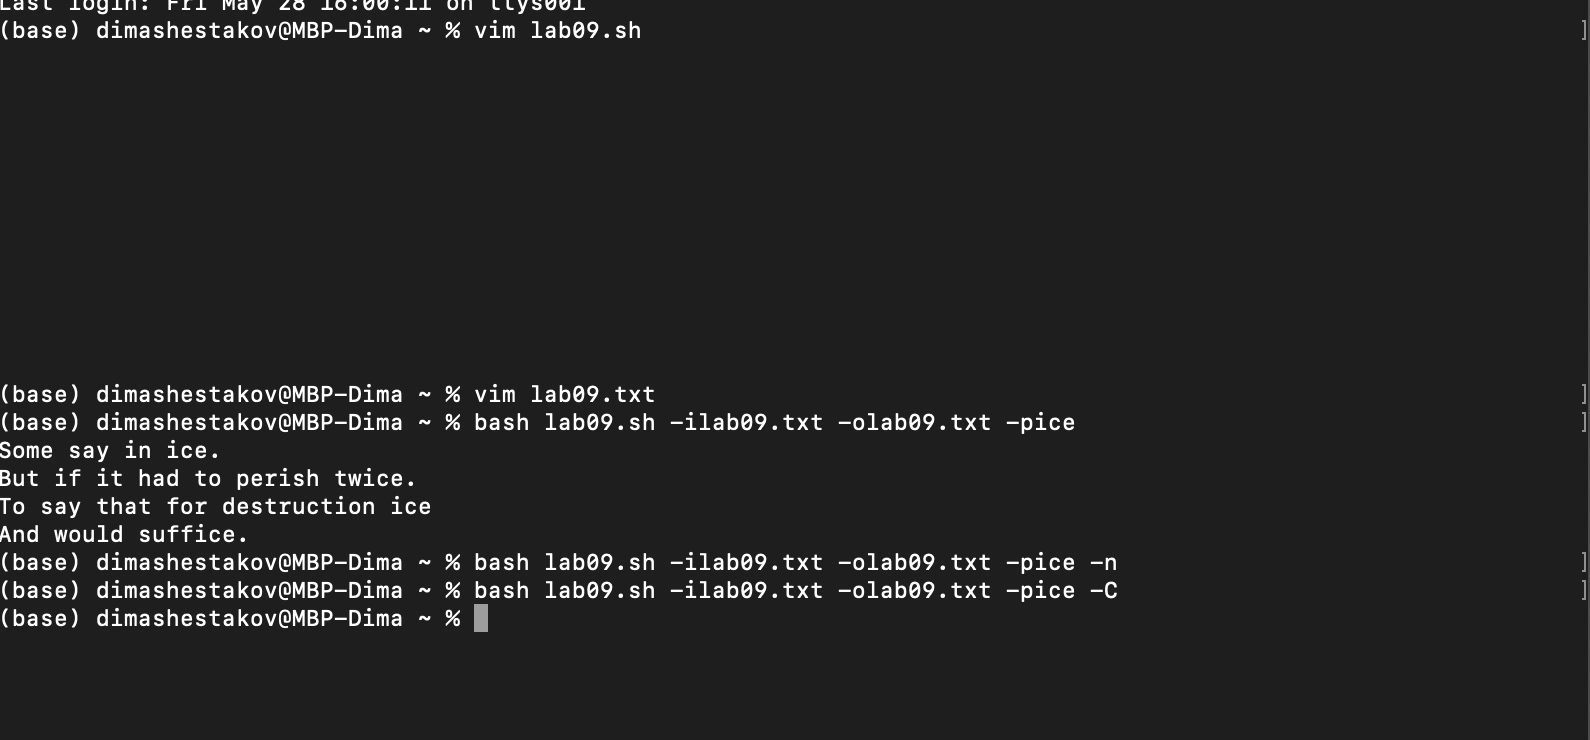 Last login: Fri May 28 16:00:11 on ttys001
(base) dimashestakov@MBP-Dima ~ % vim lab09.sh ]
(base) dimashestakov@MBP-Dima ~ % vim lab09.txt ]
(base) dimashestakov@MBP-Dima ~ % bash lab09.sh -ilab09.txt -olab09.txt -pice ]
Some say in ice.
But if it had to perish twice.
To say that for destruction ice
And would suffice.
(base) dimashestakov@MBP-Dima ~ % bash lab09.sh -ilab09.txt -olab09.txt -pice -n ]
(base) dimashestakov@MBP-Dima ~ % bash lab09.sh -ilab09.txt -olab09.txt -pice -C ]
(base) dimashestakov@MBP-Dima ~ %